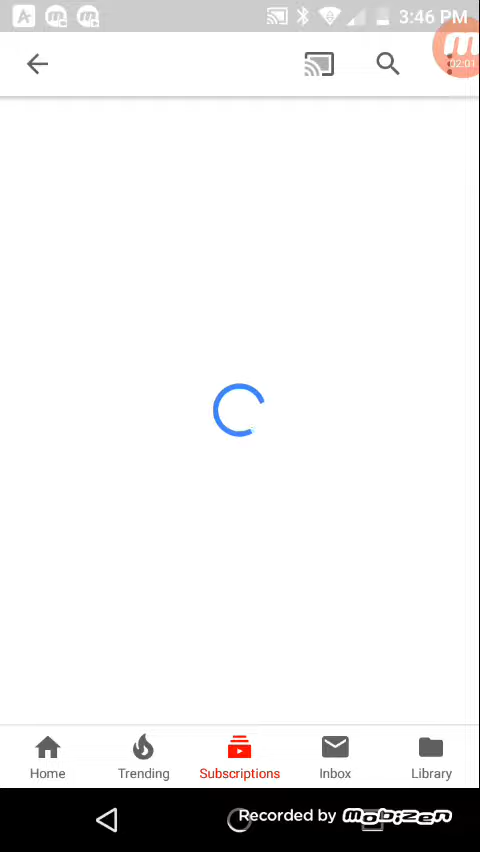 A
3:46 PM
02:01
Home
Trending
Subscriptions
Inbox
Library
Recorded by mobizen